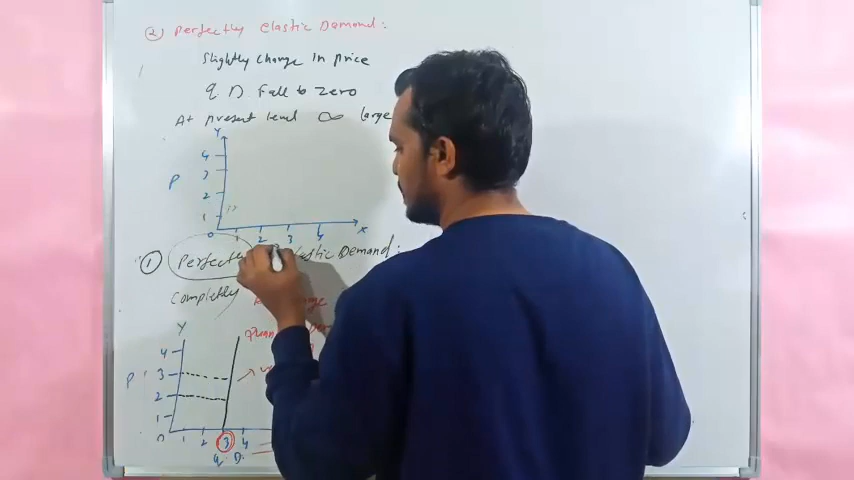 ② Perfectly elastic Demand:
Slightly change in price
q. D. Fall to zero
At present level ∞ large
Y
4
3
P
2
1
0 1 2 3 4 X
① Perfectly elastic Demand:
completely
Y
4
P 3
2
1
0 1 2 3 4
q. D.